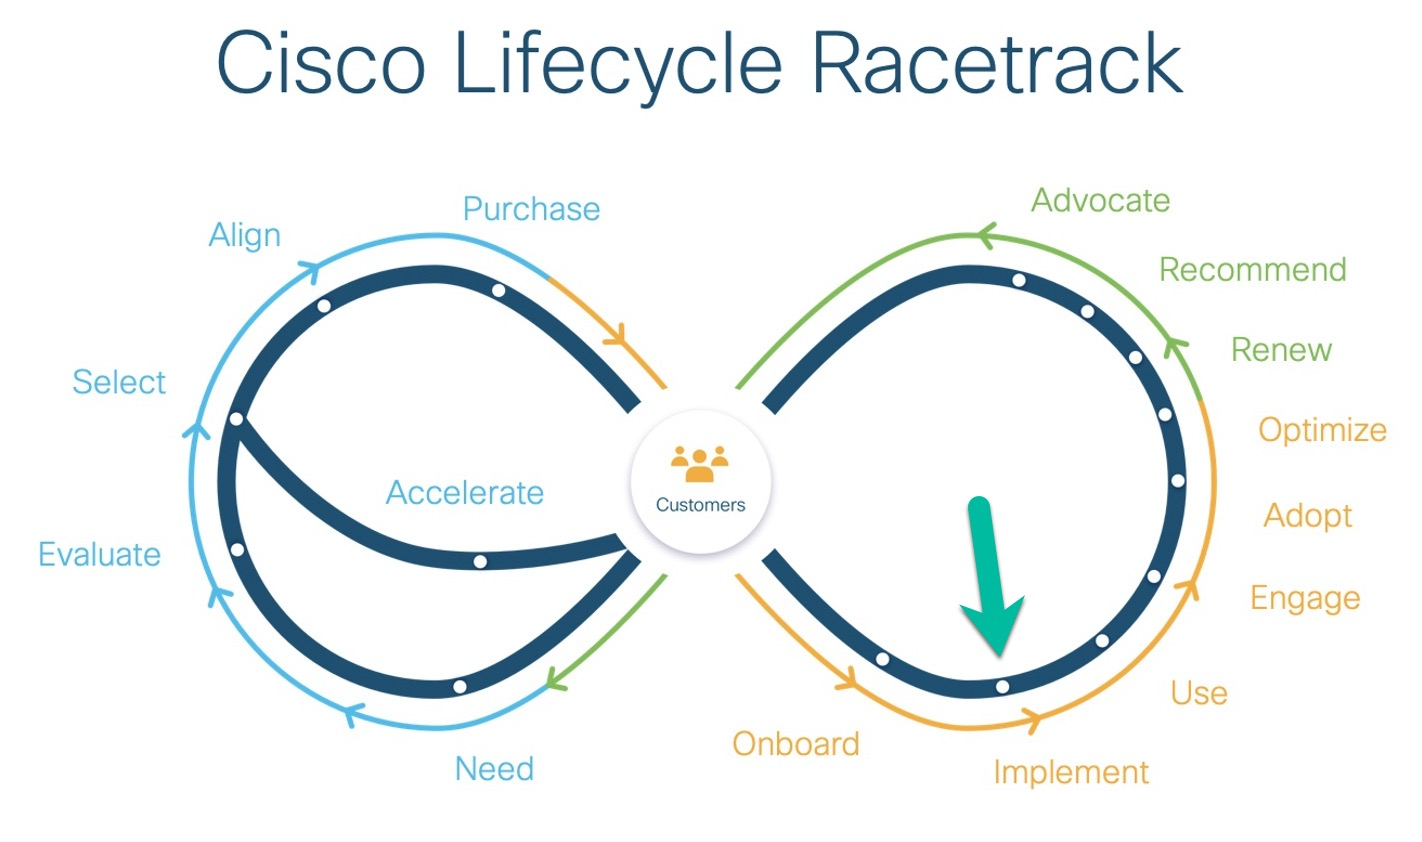 Cisco Lifecycle Racetrack
Purchase
Align
Select
Accelerate
Evaluate
Need
Customers
Advocate
Recommend
Renew
Optimize
Adopt
Engage
Use
Onboard
Implement